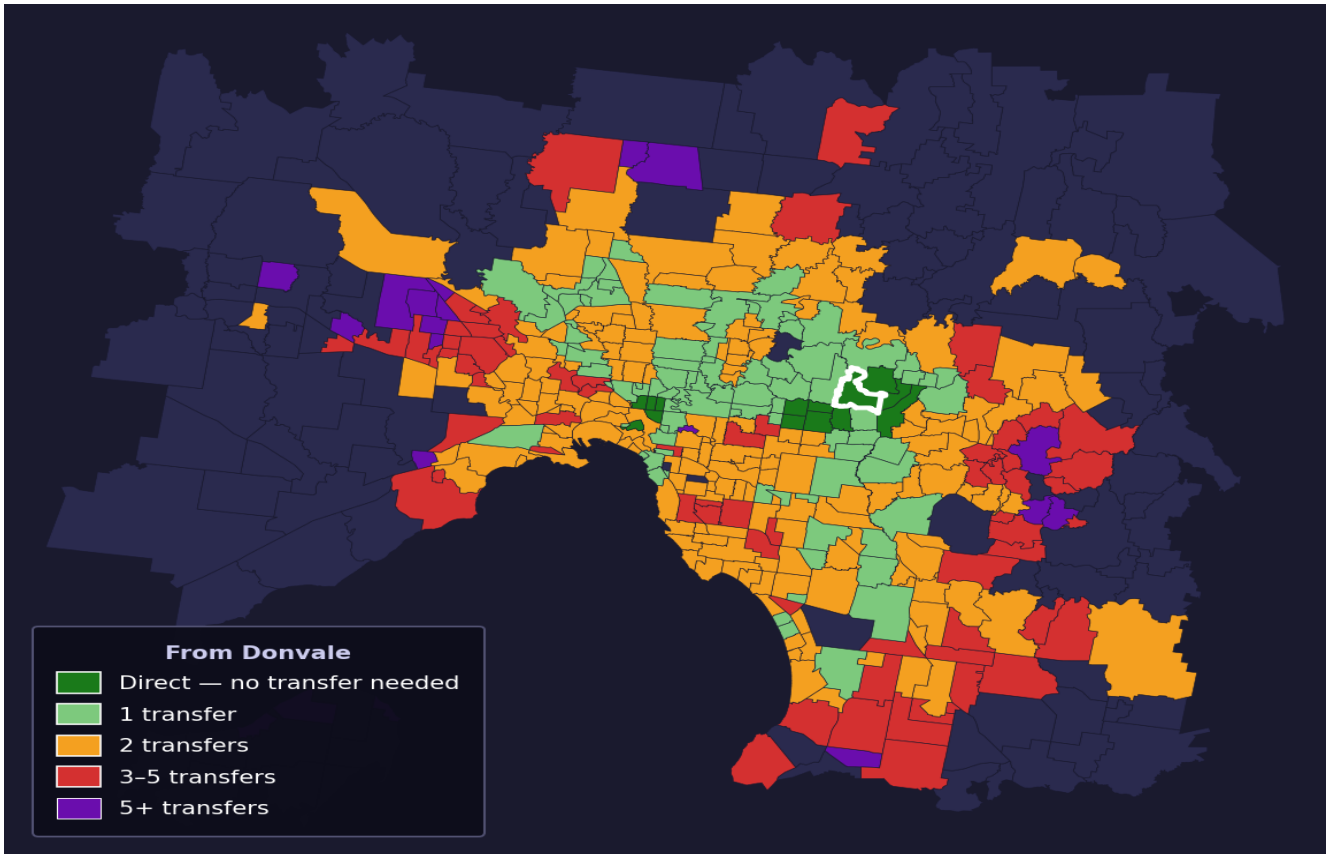 From Donvale
Direct — no transfer needed
1 transfer
2 transfers
3–5 transfers
5+ transfers